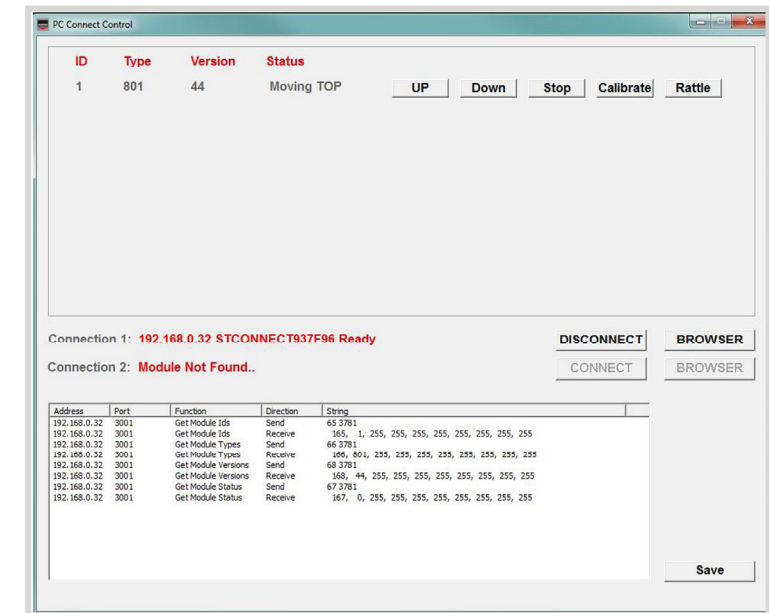 PC Connect Control
ID Type Version Status
1 801 44 Moving TOP UP Down Stop Calibrate Rattle
Connection 1: 192.168.0.32 STCONNECT937F96 Ready DISCONNECT BROWSER
Connection 2: Module Not Found.. CONNECT BROWSER
Address Port Function Direction String
192.168.0.32 3001 Get Module Ids Send 65 3781
192.168.0.32 3001 Get Module Ids Receive 165, 1, 255, 255, 255, 255, 255, 255, 255, 255
192.168.0.32 3001 Get Module Types Send 66 3781
192.168.0.32 3001 Get Module Types Receive 166, 801, 255, 255, 255, 255, 255, 255, 255, 255
192.168.0.32 3001 Get Module Versions Send 68 3781
192.168.0.32 3001 Get Module Versions Receive 168, 44, 255, 255, 255, 255, 255, 255, 255, 255
192.168.0.32 3001 Get Module Status Send 67 3781
192.168.0.32 3001 Get Module Status Receive 167, 0, 255, 255, 255, 255, 255, 255, 255, 255
Save